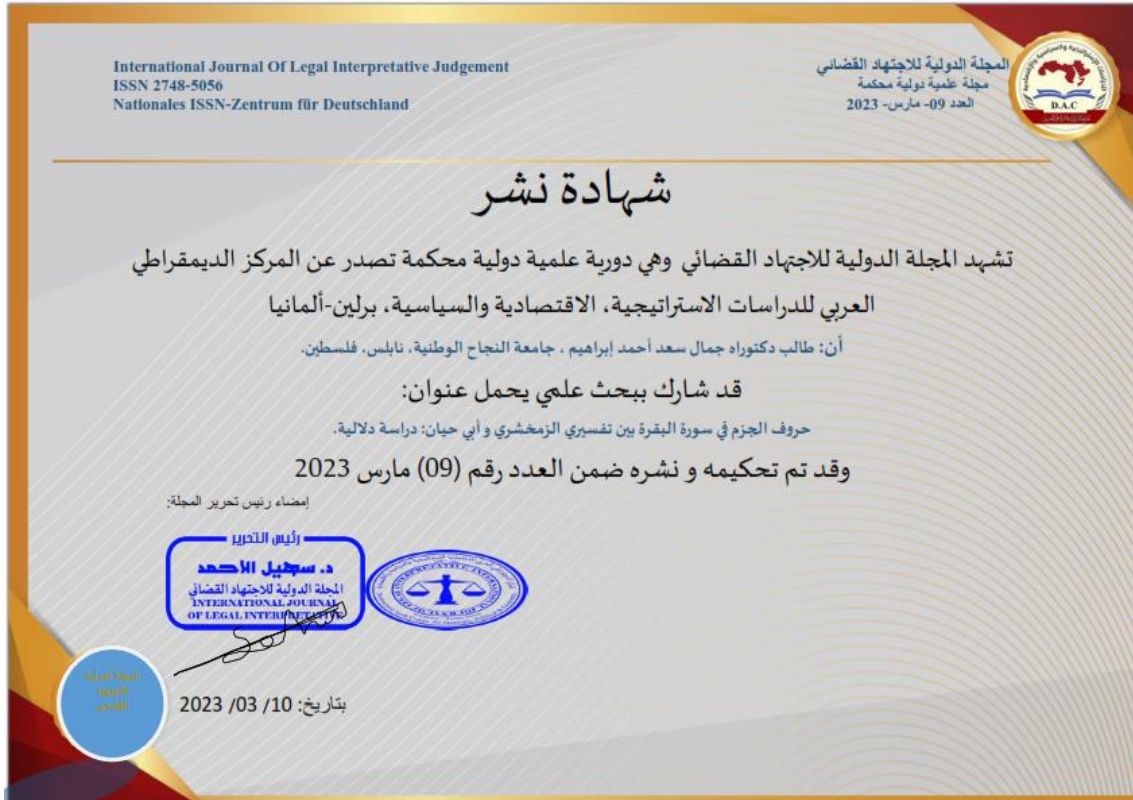 International Journal Of Legal Interpretative Judgement
ISSN 2748-5056
Nationales ISSN-Zentrum für Deutschland
المجلة الدولية للاجتهاد القضائي
مجلة علمية دولية محكمة
العدد 09- مارس- 2023
D.A.C
شهادة نشر
تشهد المجلة الدولية للاجتهاد القضائي وهي دورية علمية دولية محكمة تصدر عن المركز الديمقراطي
العربي للدراسات الاستراتيجية، الاقتصادية والسياسية، برلين-ألمانيا
أن: طالب دكتوراه جمال سعد أحمد إبراهيم ، جامعة النجاح الوطنية، نابلس، فلسطين.
قد شارك ببحث علمي يحمل عنوان:
حروف الجزم في سورة البقرة بين تفسيري الزمخشري و أبي حيان: دراسة دلالية.
وقد تم تحكيمه و نشره ضمن العدد رقم (09) مارس 2023
إمضاء رئيس تحرير المجلة:
رئيس التحرير
د. سهيل الأحمد
المجلة الدولية للاجتهاد القضائي
INTERNATIONAL JOURNAL
OF LEGAL INTERPRETATIVE
المجلة الدولية
للاجتهاد
القضائي
بتاريخ: 10/ 03/ 2023